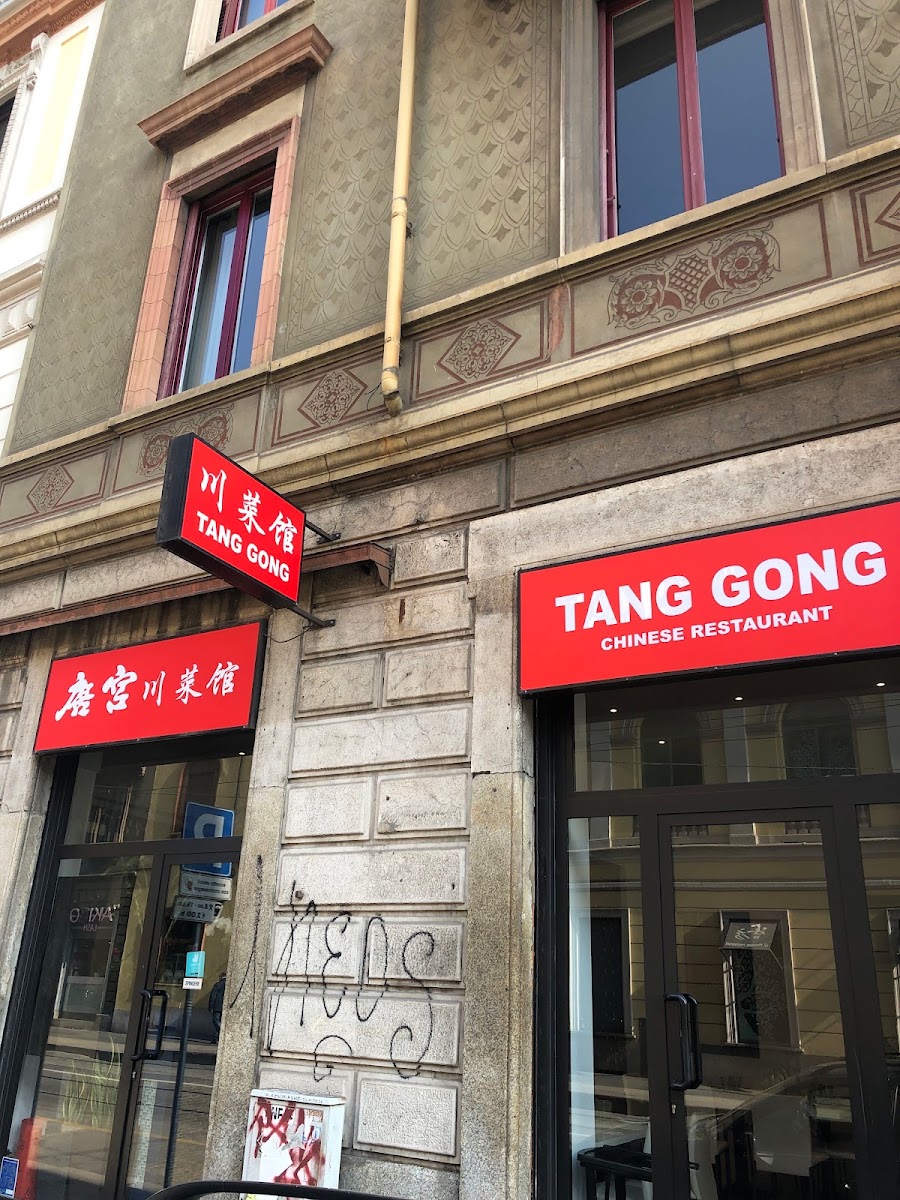 川菜馆
TANG GONG
唐宫川菜馆
TANG GONG
CHINESE RESTAURANT